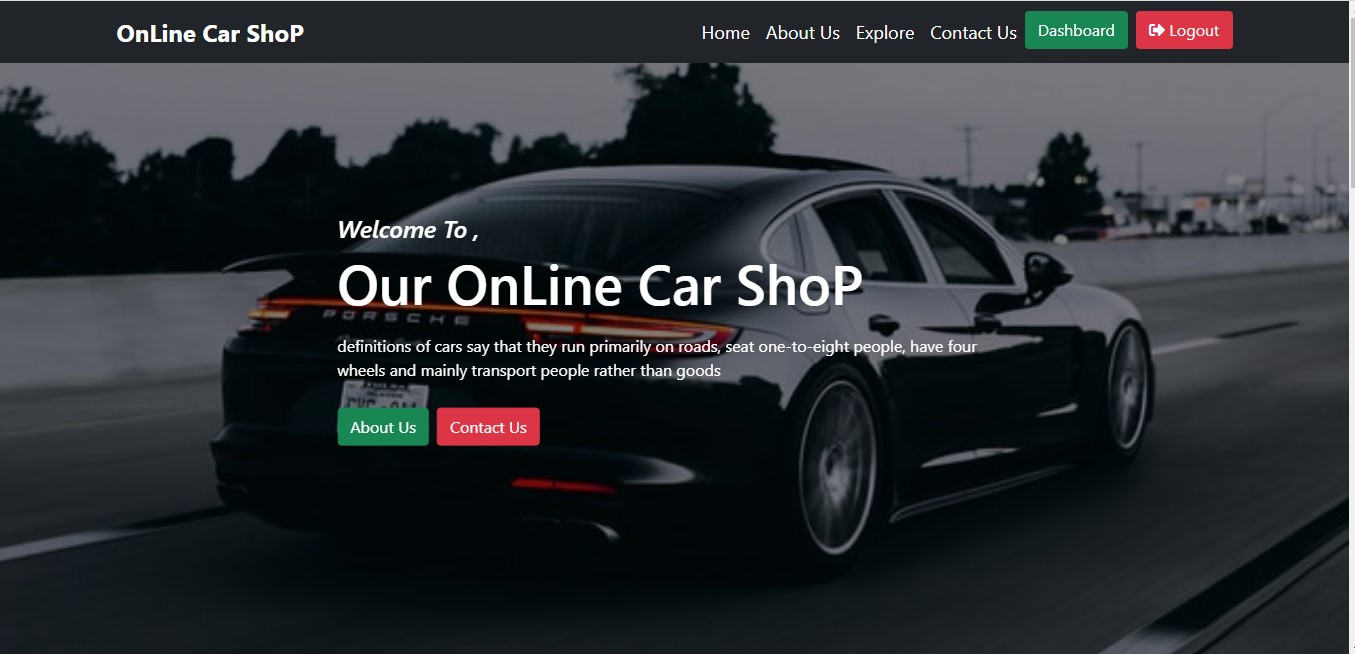 OnLine Car ShoP
Home About Us Explore Contact Us Dashboard Logout
Welcome To ,
Our OnLine Car ShoP
PORSCHE
definitions of cars say that they run primarily on roads, seat one-to-eight people, have four
wheels and mainly transport people rather than goods
About Us Contact Us